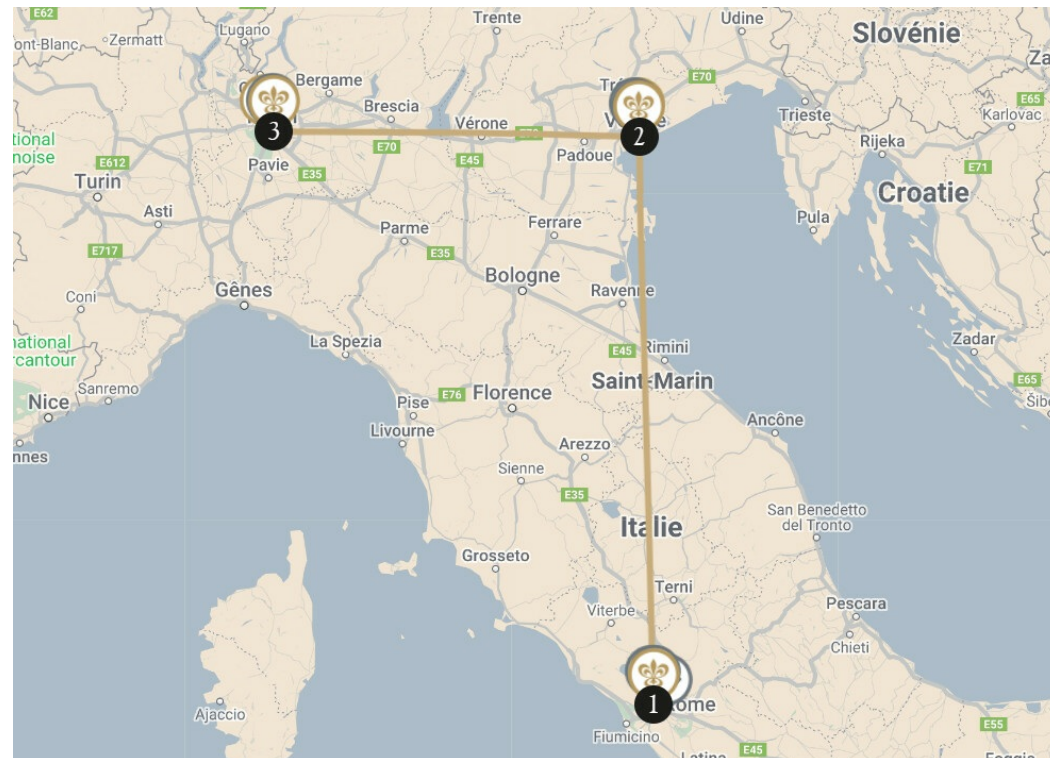 E62
Trente
Udine
Slovénie
Lugano
ont-Blanc
Zermatt
Za
Bergame
E70
Brescia
Trieste
E65
Karlovac
3
2
Vérone
E70
Padoue
Rijeka
tional
noise
E612
Pavie
E35
E45
E71
Turin
Croatie
Asti
Ferrare
Pula
Parme
E717
E35
Bologne
Coni
Gênes
Ravenne
national
rcantour
La Spezia
E45
Rimini
Zadar
Saint-Marin
E65
Sanremo
E76
Florence
Nice
Pise
Ancône
Livourne
Arezzo
nnes
Sienne
E35
San Benedetto
del Tronto
Italie
Grosseto
Terni
Viterbe
Pescara
Chieti
1
Rome
Ajaccio
Fiumicino
E55
E45